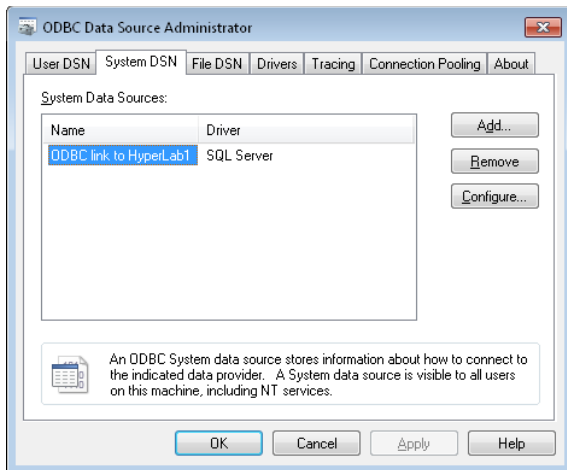 ODBC Data Source Administrator
User DSN System DSN File DSN Drivers Tracing Connection Pooling About
System Data Sources:
Name Driver
ODBC link to HyperLab1 SQL Server
Add...
Remove
Configure...
An ODBC System data source stores information about how to connect to
the indicated data provider. A System data source is visible to all users
on this machine, including NT services.
OK Cancel Apply Help